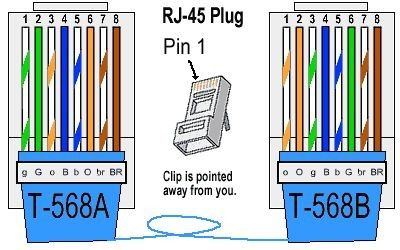 1 2 3 4 5 6 7 8
RJ-45 Plug
Pin 1
Clip is pointed
away from you.
g G o B b O br BR
T-568A
1 2 3 4 5 6 7 8
o O g B b G br BR
T-568B